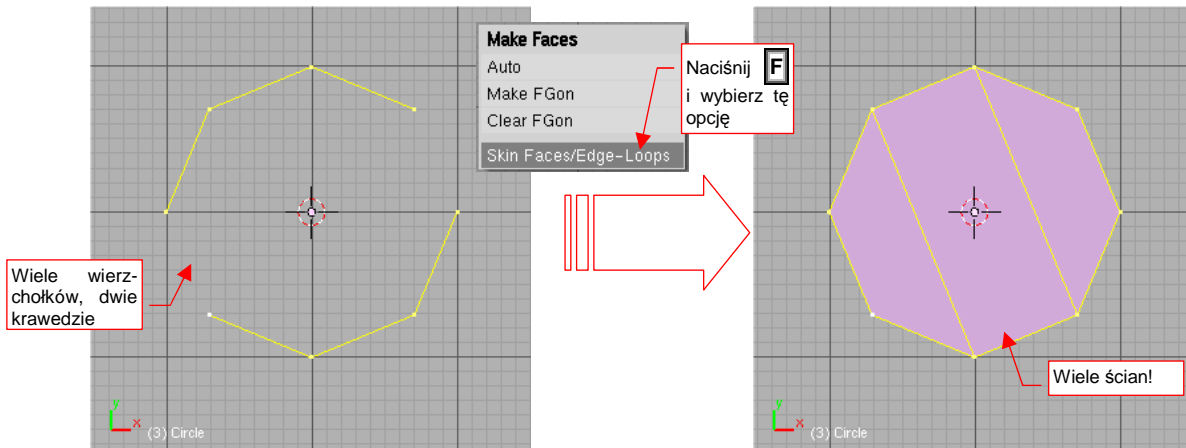 Make Faces
Auto
Make FGon
Clear FGon
Skin Faces/Edge-Loops
Naciśnij F
i wybierz tę
opcję
Wiele wierz-
chołków, dwie
krawedzie
Wiele ścian!
y
x
(3) Circle
y
x
(3) Circle